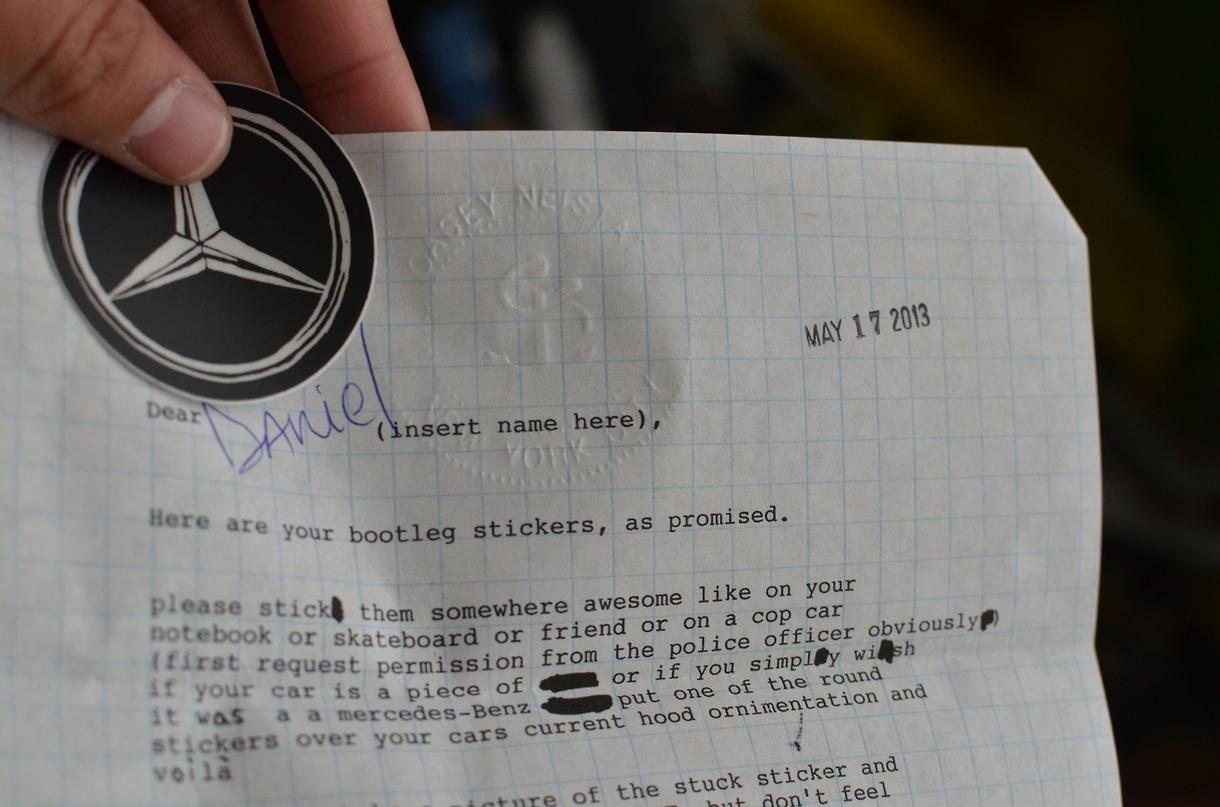 CASEY NEISTAT
NEW YORK CITY
MAY 17 2013
Dear Daniel (insert name here),
Here are your bootleg stickers, as promised.
please stick them somewhere awesome like on your
notebook or skateboard or friend or on a cop car
(first request permission from the police officer obviously)
if your car is a piece of or if you simply wish
it was a a mercedes-Benz put one of the round
stickers over your cars current hood ornimentation and
voilà
picture of the stuck sticker and
but don't feel